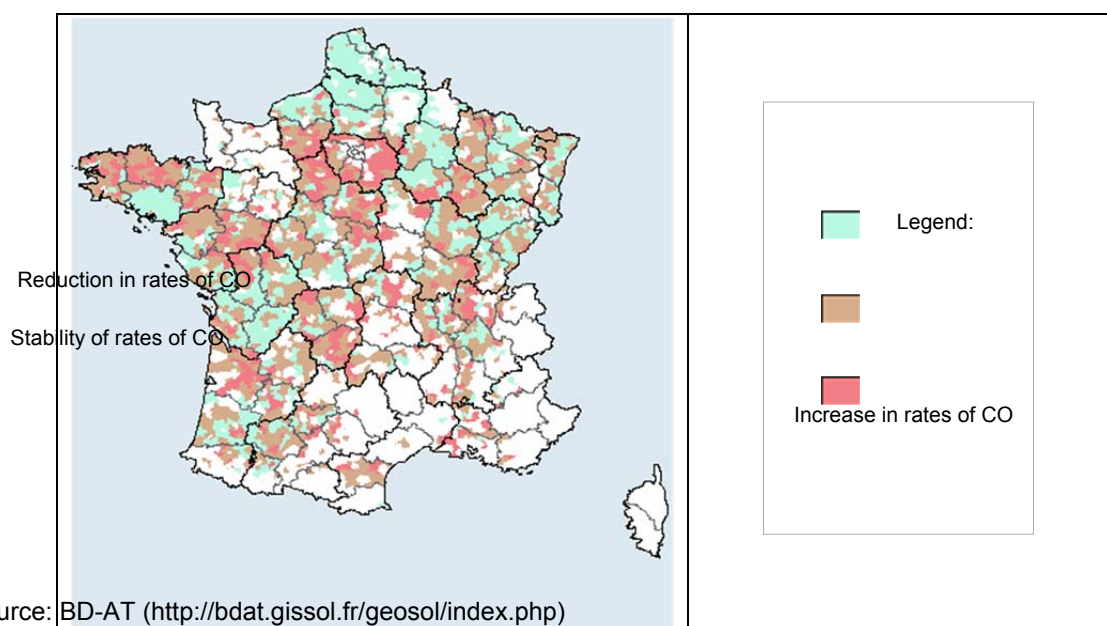 Legend:
Reduction in rates of CO
Stability of rates of CO
Increase in rates of CO
urce: BD-AT (http://bdat.gissol.fr/geosol/index.php)